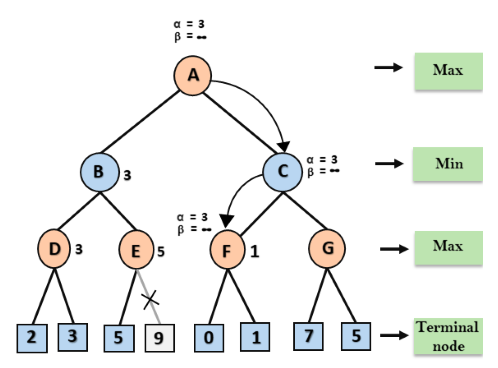 α = 3
β = ∞
A
Max
B
3
C
α = 3
β = ∞
Min
α = 3
β = ∞
D
3
E
5
F
1
G
Max
2
3
5
9
0
1
7
5
Terminal
node